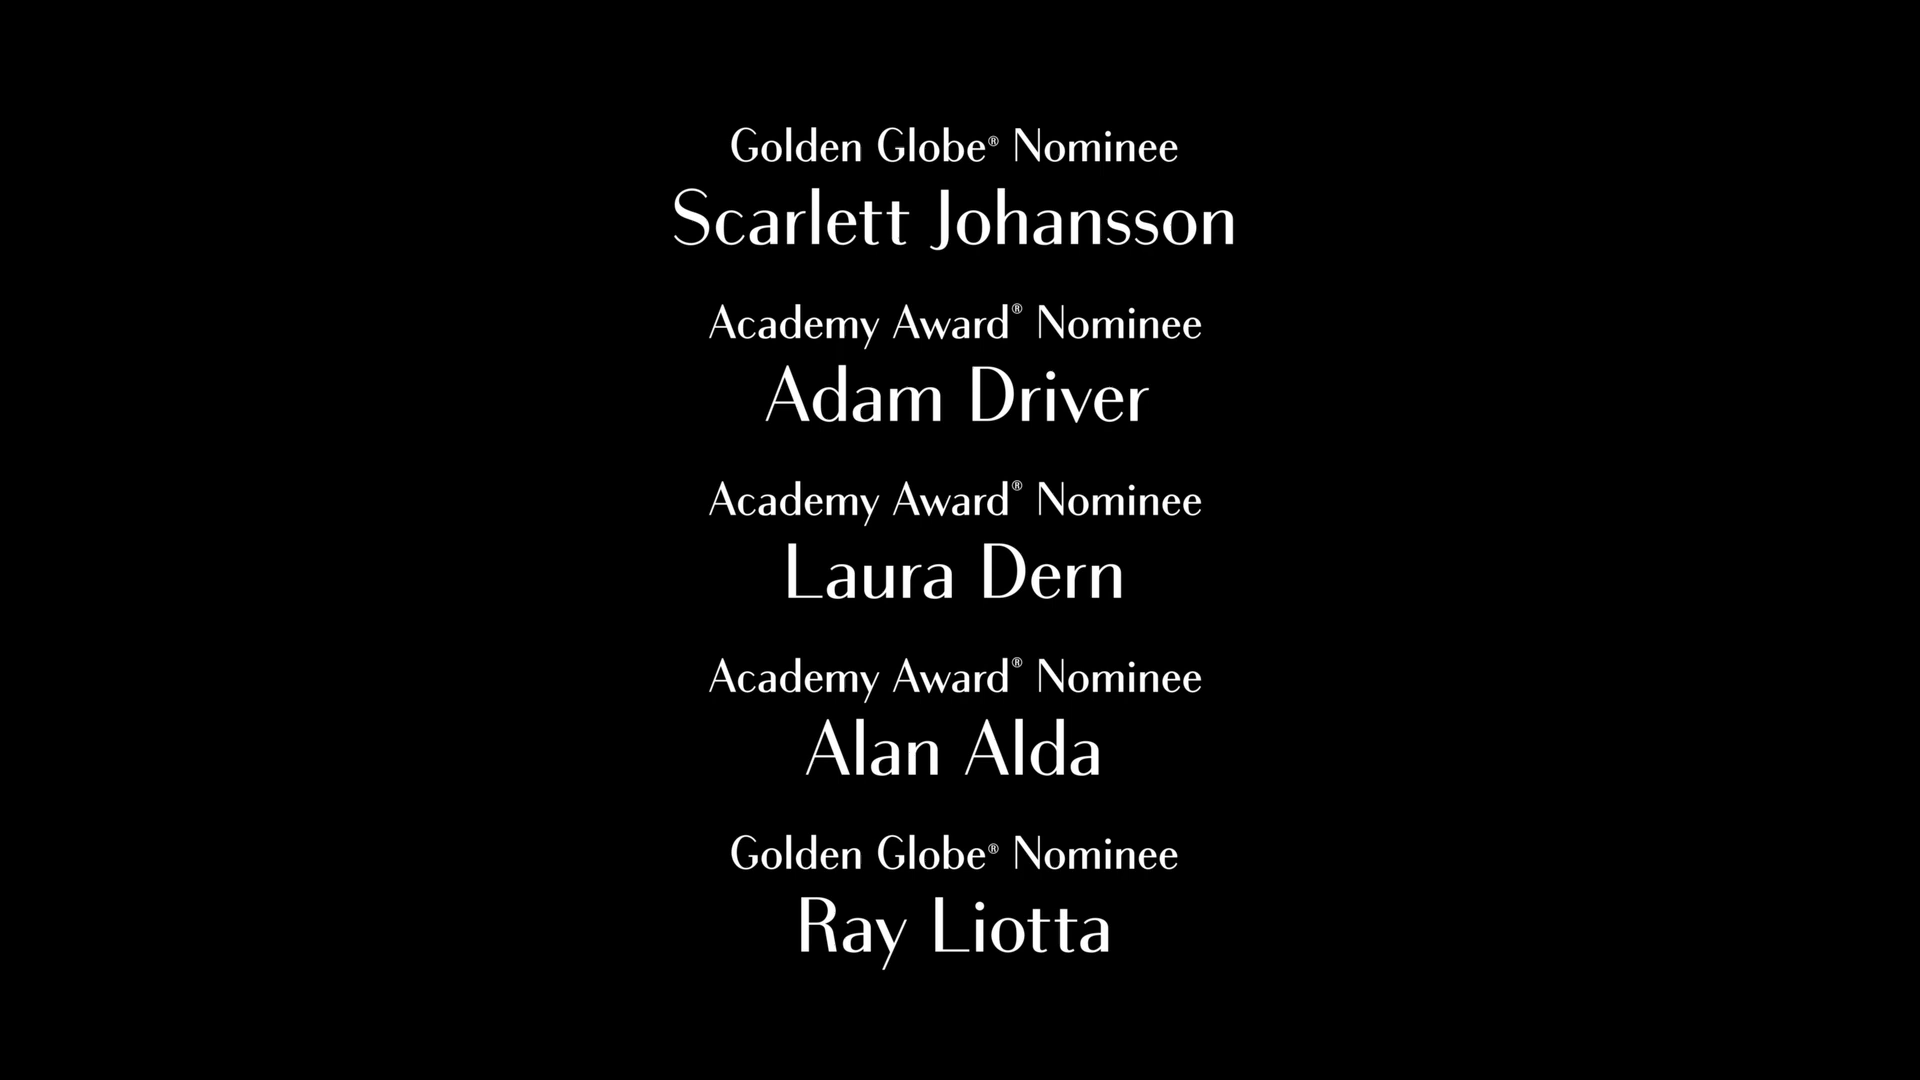 Golden Globe® Nominee
Scarlett Johansson
Academy Award® Nominee
Adam Driver
Academy Award® Nominee
Laura Dern
Academy Award® Nominee
Alan Alda
Golden Globe® Nominee
Ray Liotta